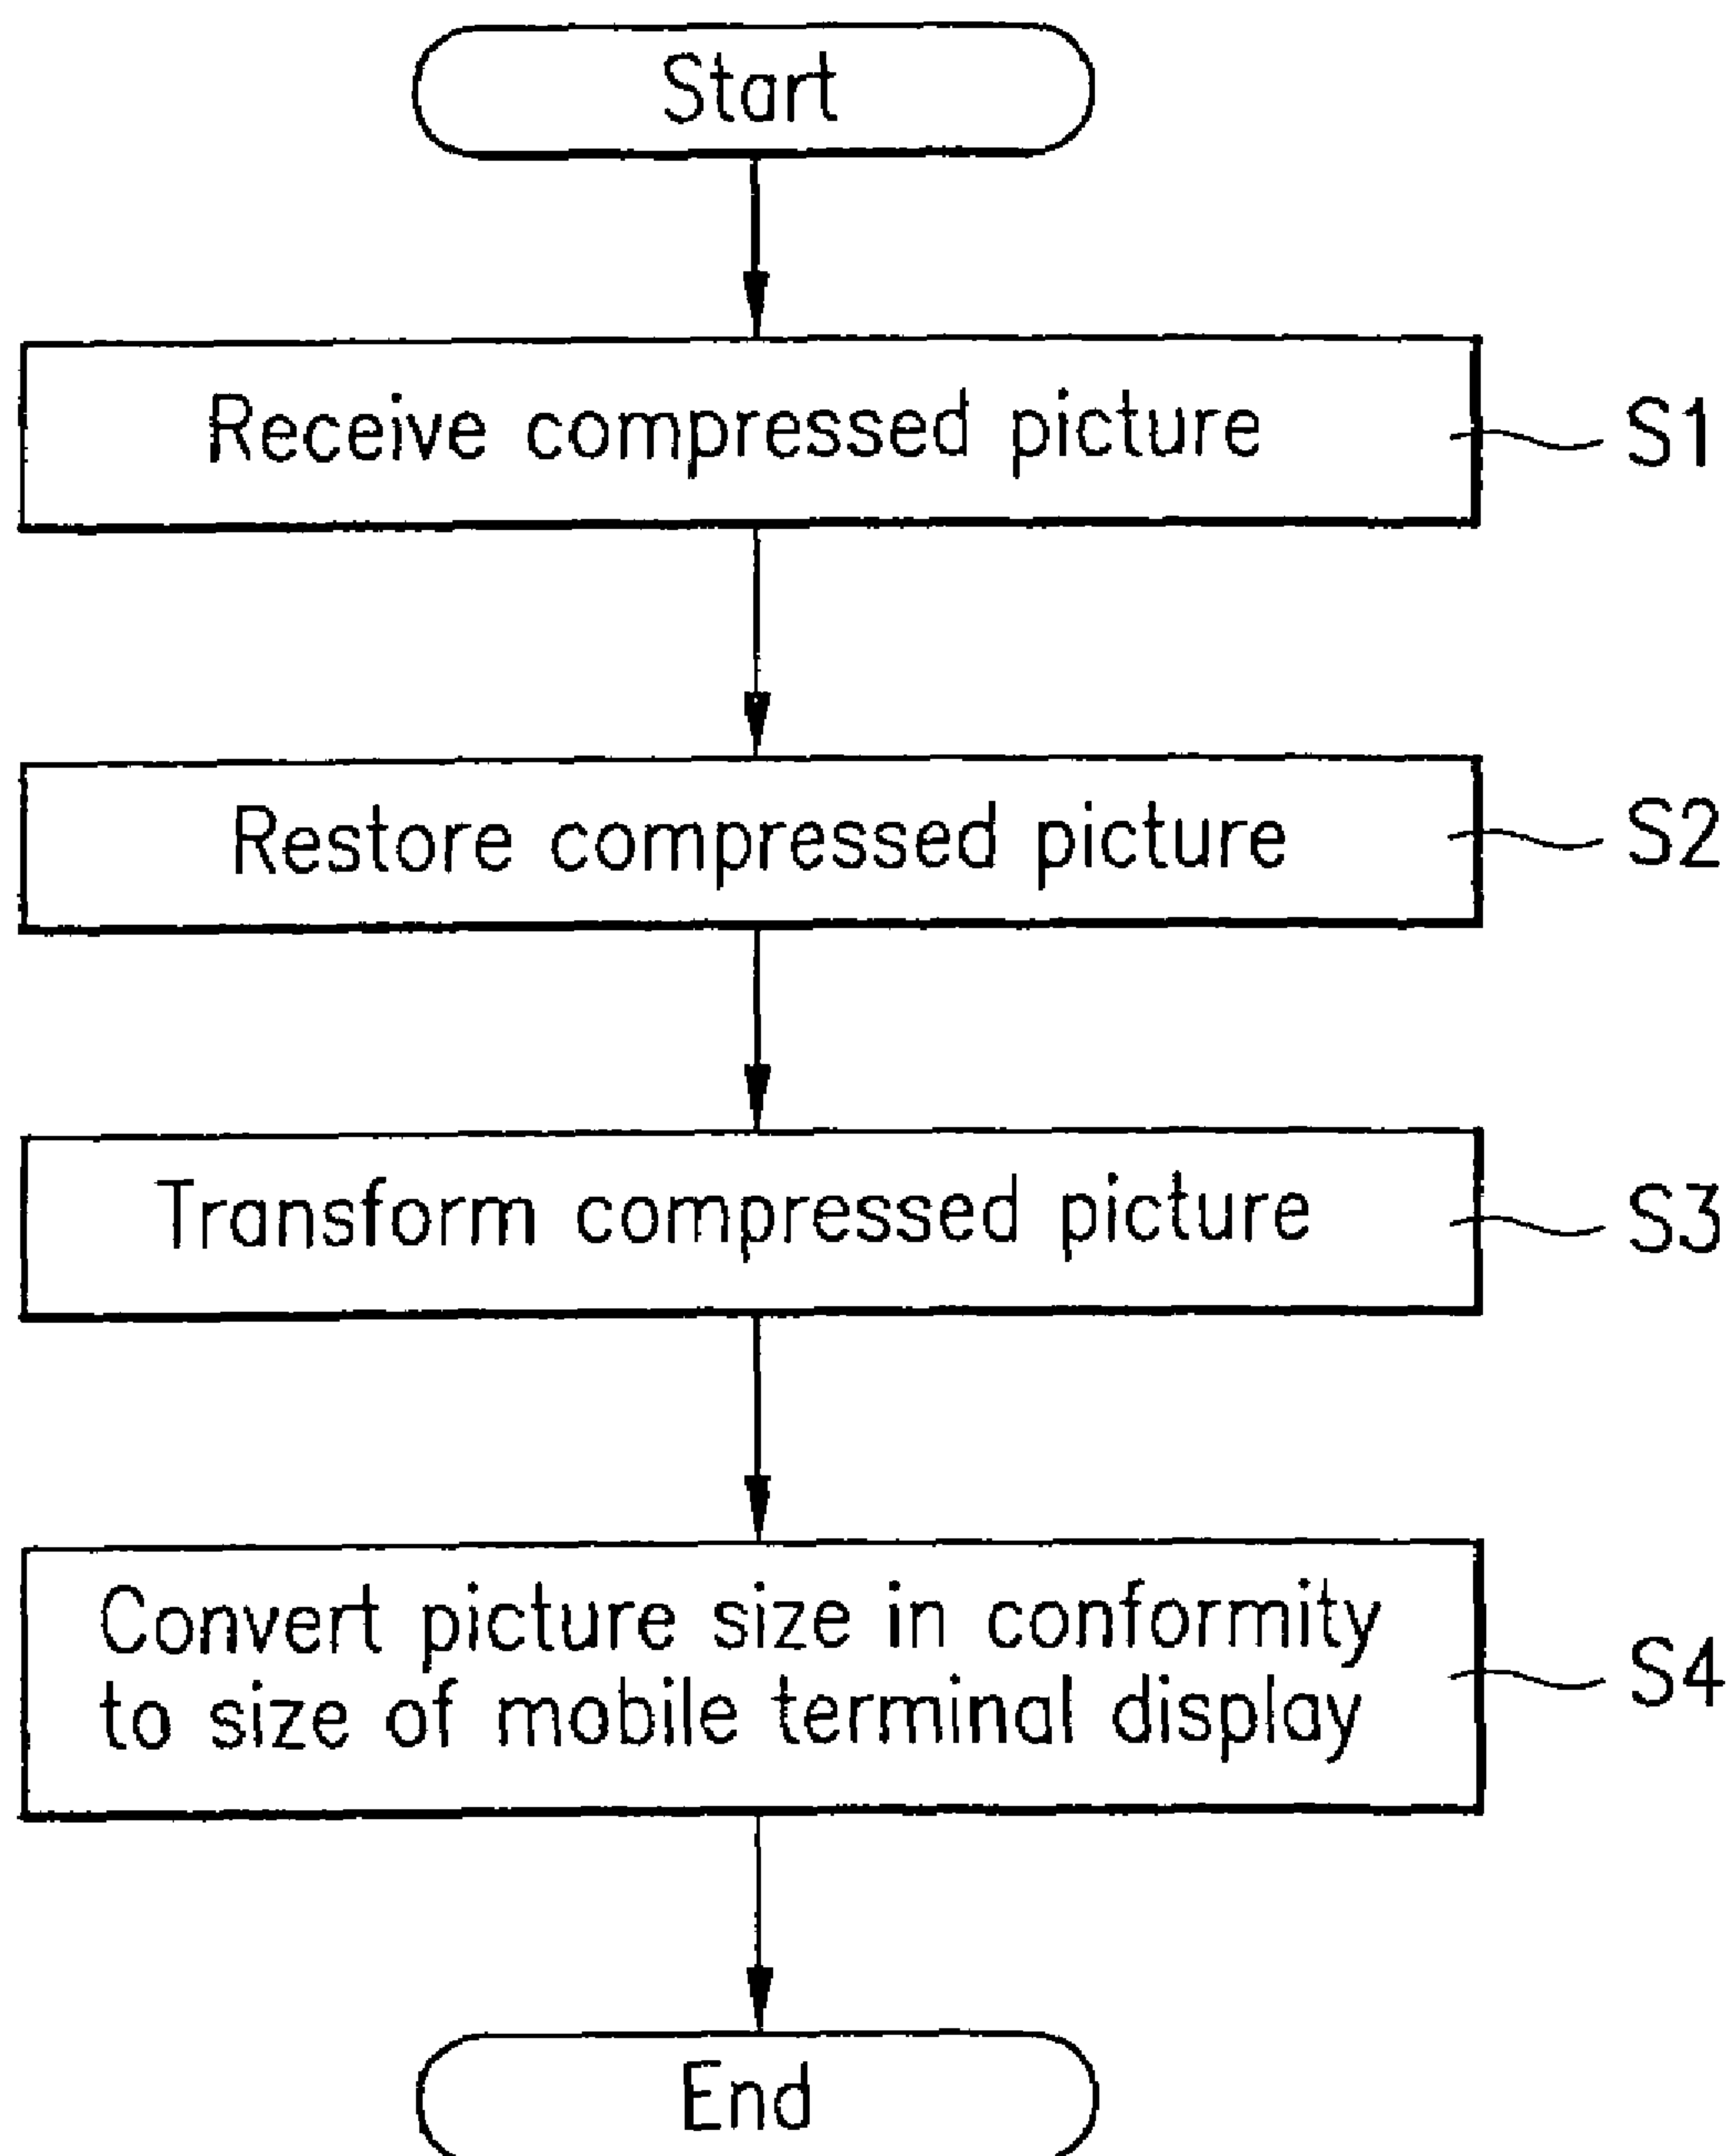 Start
Receive compressed picture
S1
Restore compressed picture
S2
Transform compressed picture
S3
Convert picture size in conformity
to size of mobile terminal display
S4
End